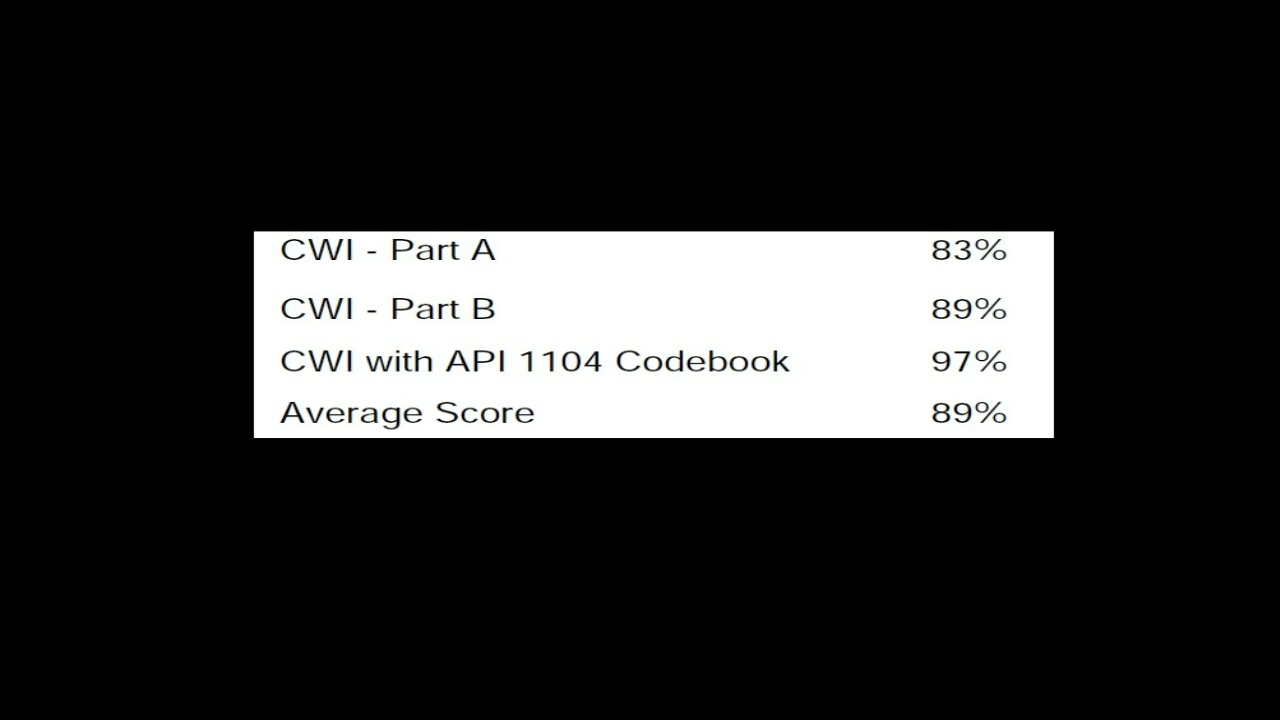 CWI - Part A 83%
CWI - Part B 89%
CWI with API 1104 Codebook 97%
Average Score 89%